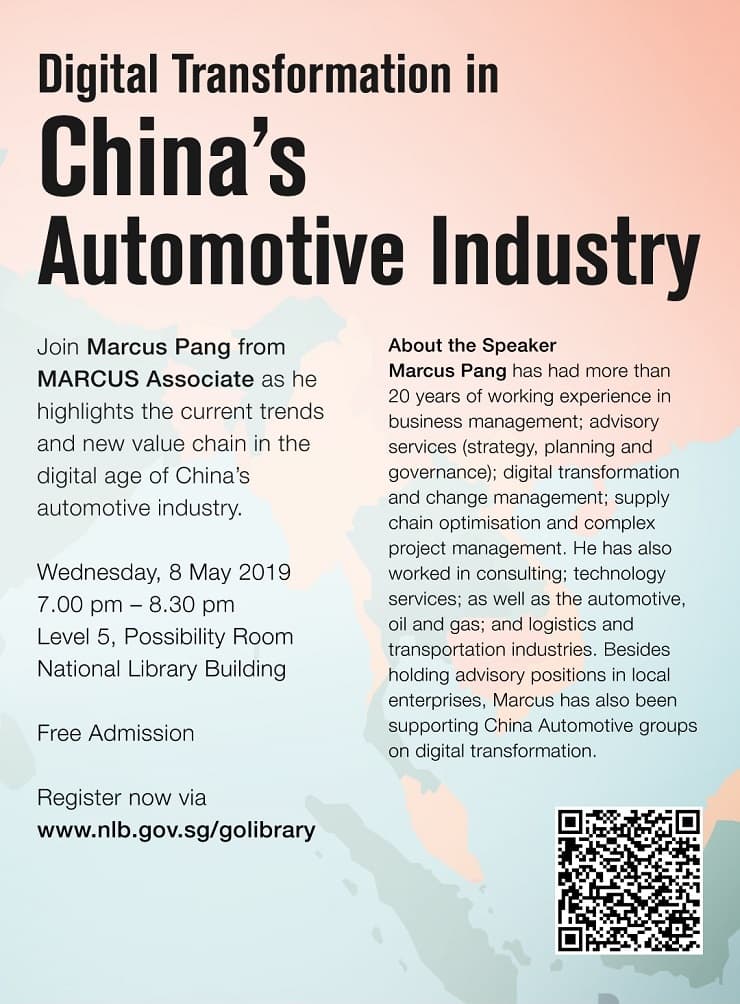 Digital Transformation in
China's
Automotive Industry
Join Marcus Pang from
MARCUS Associate as he
highlights the current trends
and new value chain in the
digital age of China's
automotive industry.
Wednesday, 8 May 2019
7.00 pm – 8.30 pm
Level 5, Possibility Room
National Library Building
Free Admission
Register now via
www.nlb.gov.sg/golibrary
About the Speaker
Marcus Pang has had more than
20 years of working experience in
business management; advisory
services (strategy, planning and
governance); digital transformation
and change management; supply
chain optimisation and complex
project management. He has also
worked in consulting; technology
services; as well as the automotive,
oil and gas; and logistics and
transportation industries. Besides
holding advisory positions in local
enterprises, Marcus has also been
supporting China Automotive groups
on digital transformation.